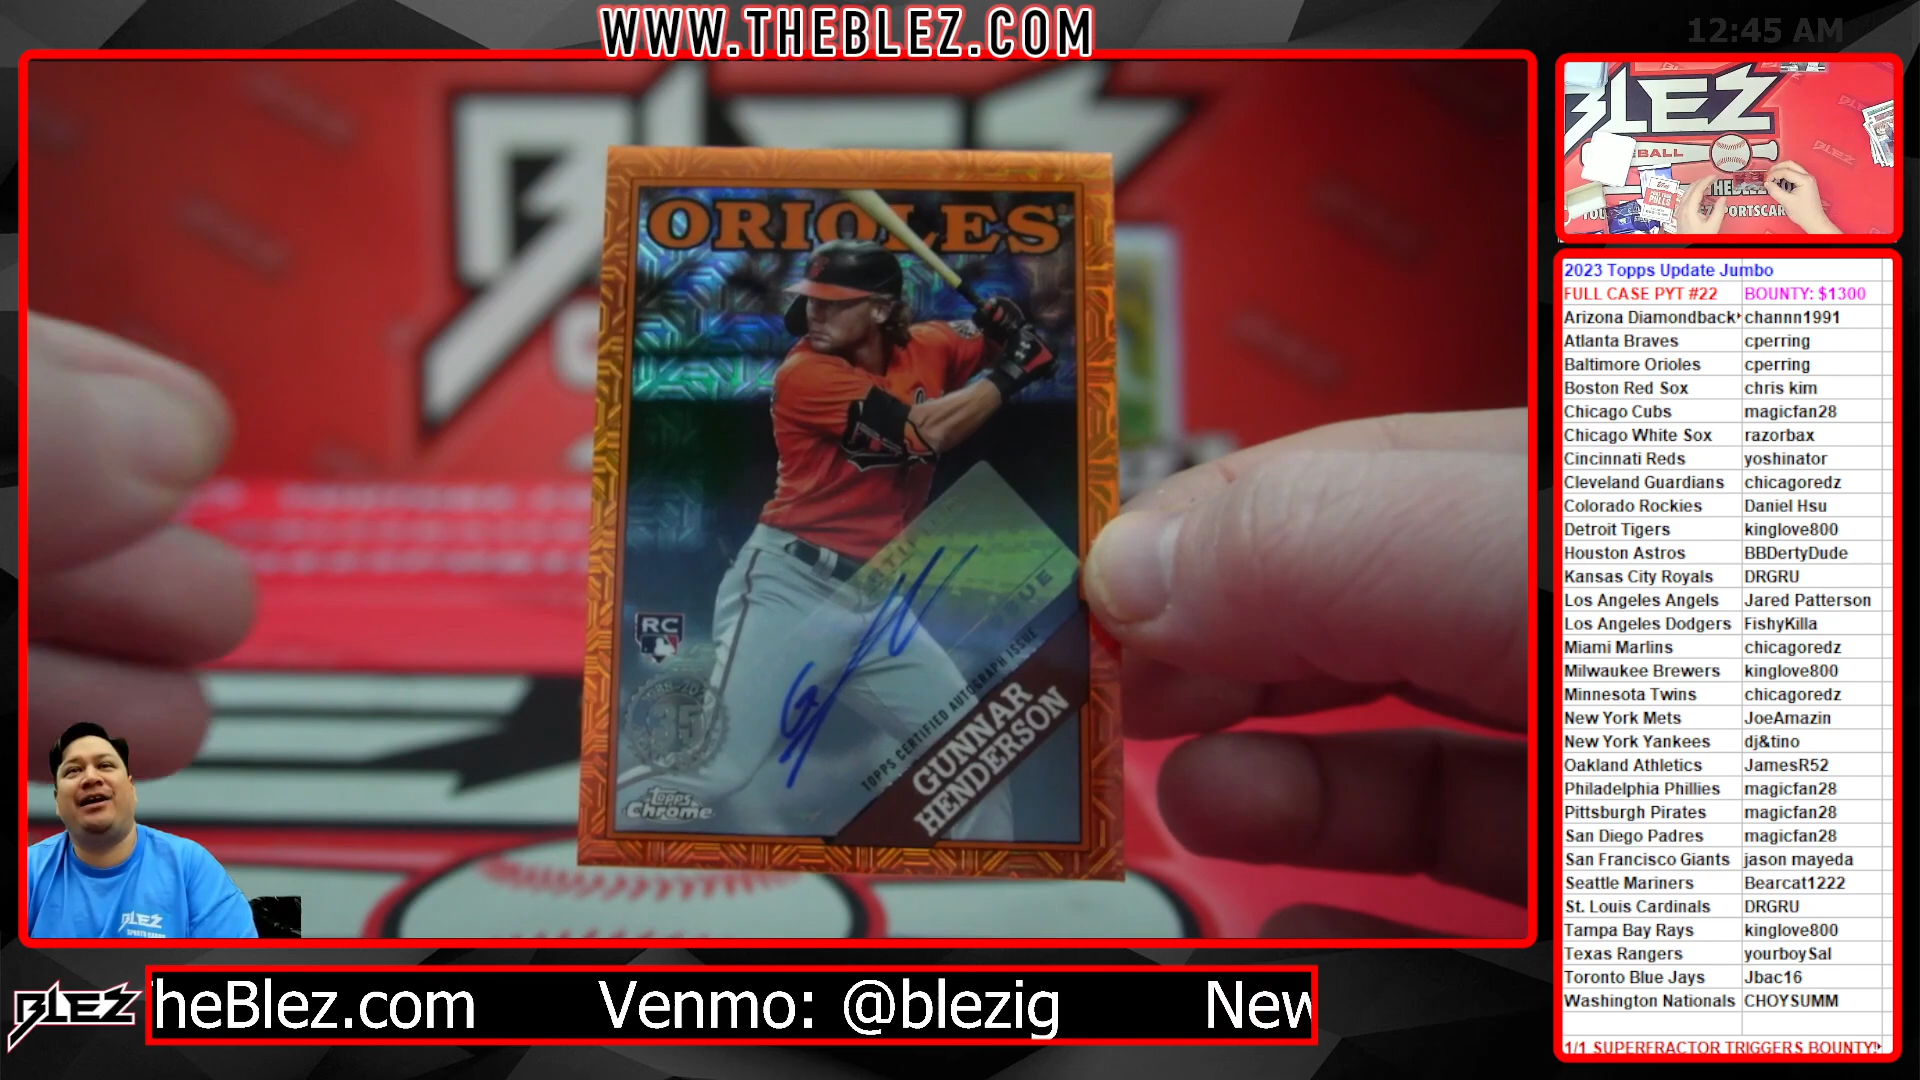 WWW.THEBLEZ.COM
12:45 AM
BLEZ
ORIOLES
RC
35
TOPPS CERTIFIED AUTOGRAPH ISSUE
GUNNAR
HENDERSON
Topps
Chrome
BLEZ
BLEZ
BLEZ
2023 Topps Update Jumbo
FULL CASE PYT #22 BOUNTY: $1300
Arizona Diamondback channn1991
Atlanta Braves cperring
Baltimore Orioles cperring
Boston Red Sox chris kim
Chicago Cubs magicfan28
Chicago White Sox razorbax
Cincinnati Reds yoshinator
Cleveland Guardians chicagoredz
Colorado Rockies Daniel Hsu
Detroit Tigers kinglove800
Houston Astros BBDertyDude
Kansas City Royals DRGRU
Los Angeles Angels Jared Patterson
Los Angeles Dodgers FishyKilla
Miami Marlins chicagoredz
Milwaukee Brewers kinglove800
Minnesota Twins chicagoredz
New York Mets JoeAmazin
New York Yankees dj&tino
Oakland Athletics JamesR52
Philadelphia Phillies magicfan28
Pittsburgh Pirates magicfan28
San Diego Padres magicfan28
San Francisco Giants jason mayeda
Seattle Mariners Bearcat1222
St. Louis Cardinals DRGRU
Tampa Bay Rays kinglove800
Texas Rangers yourboySal
Toronto Blue Jays Jbac16
Washington Nationals CHOYSUMM
1/1 SUPERFRACTOR TRIGGERS BOUNTY!
BLEZ
heBlez.com Venmo: @blezig New